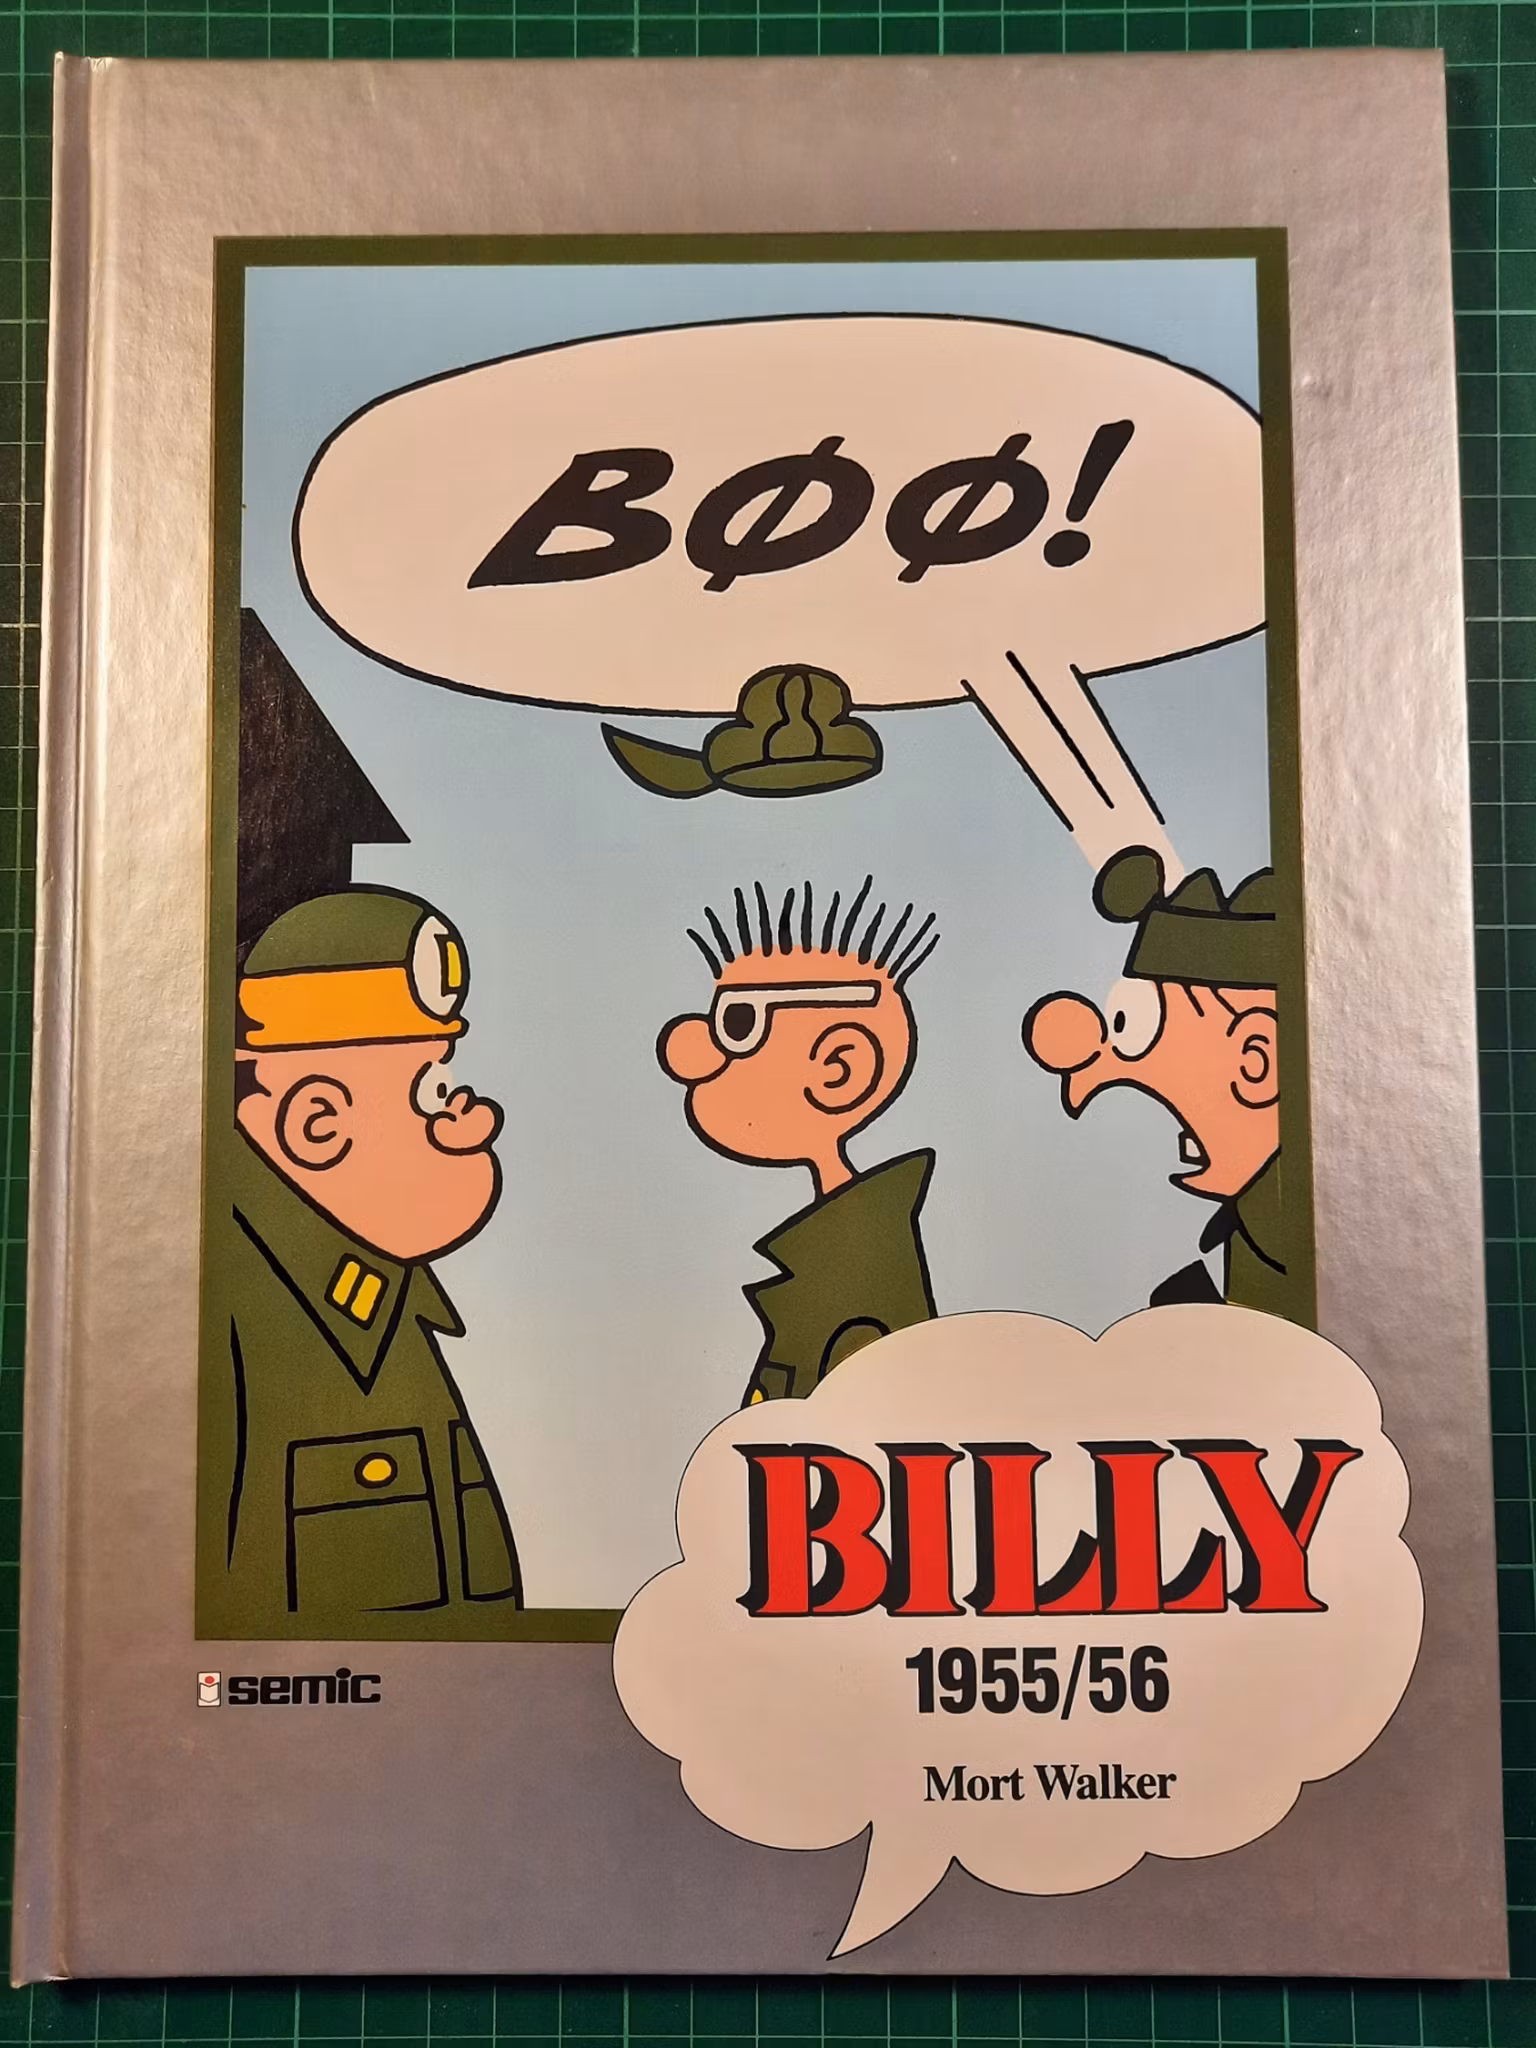 BØØ!
BILLY
1955/56
Mort Walker
semic